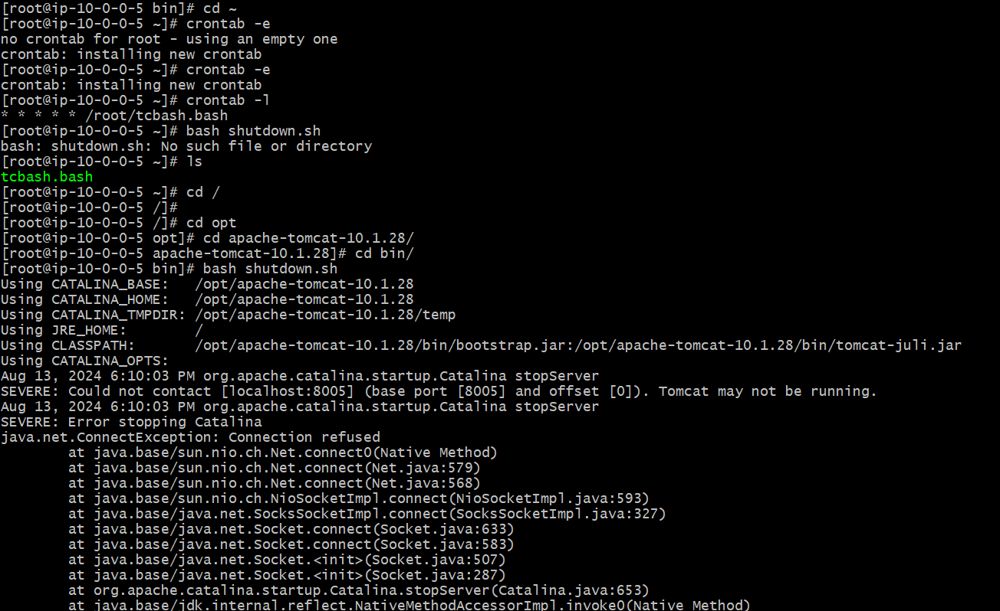 [root@ip-10-0-0-5 bin]# cd ~
[root@ip-10-0-0-5 ~]# crontab -e
no crontab for root - using an empty one
crontab: installing new crontab
[root@ip-10-0-0-5 ~]# crontab -e
crontab: installing new crontab
[root@ip-10-0-0-5 ~]# crontab -l
* * * * * /root/tcbash.bash
[root@ip-10-0-0-5 ~]# bash shutdown.sh
bash: shutdown.sh: No such file or directory
[root@ip-10-0-0-5 ~]# ls
tcbash.bash
[root@ip-10-0-0-5 ~]# cd /
[root@ip-10-0-0-5 /]#
[root@ip-10-0-0-5 /]# cd opt
[root@ip-10-0-0-5 opt]# cd apache-tomcat-10.1.28/
[root@ip-10-0-0-5 apache-tomcat-10.1.28]# cd bin/
[root@ip-10-0-0-5 bin]# bash shutdown.sh
Using CATALINA_BASE:   /opt/apache-tomcat-10.1.28
Using CATALINA_HOME:   /opt/apache-tomcat-10.1.28
Using CATALINA_TMPDIR: /opt/apache-tomcat-10.1.28/temp
Using JRE_HOME:        /
Using CLASSPATH:       /opt/apache-tomcat-10.1.28/bin/bootstrap.jar:/opt/apache-tomcat-10.1.28/bin/tomcat-juli.jar
Using CATALINA_OPTS:
Aug 13, 2024 6:10:03 PM org.apache.catalina.startup.Catalina stopServer
SEVERE: Could not contact [localhost:8005] (base port [8005] and offset [0]). Tomcat may not be running.
Aug 13, 2024 6:10:03 PM org.apache.catalina.startup.Catalina stopServer
SEVERE: Error stopping Catalina
java.net.ConnectException: Connection refused
        at java.base/sun.nio.ch.Net.connect0(Native Method)
        at java.base/sun.nio.ch.Net.connect(Net.java:579)
        at java.base/sun.nio.ch.Net.connect(Net.java:568)
        at java.base/sun.nio.ch.NioSocketImpl.connect(NioSocketImpl.java:593)
        at java.base/java.net.SocksSocketImpl.connect(SocksSocketImpl.java:327)
        at java.base/java.net.Socket.connect(Socket.java:633)
        at java.base/java.net.Socket.connect(Socket.java:583)
        at java.base/java.net.Socket.<init>(Socket.java:507)
        at java.base/java.net.Socket.<init>(Socket.java:287)
        at org.apache.catalina.startup.Catalina.stopServer(Catalina.java:653)
        at java.base/jdk.internal.reflect.NativeMethodAccessorImpl.invoke0(Native Method)